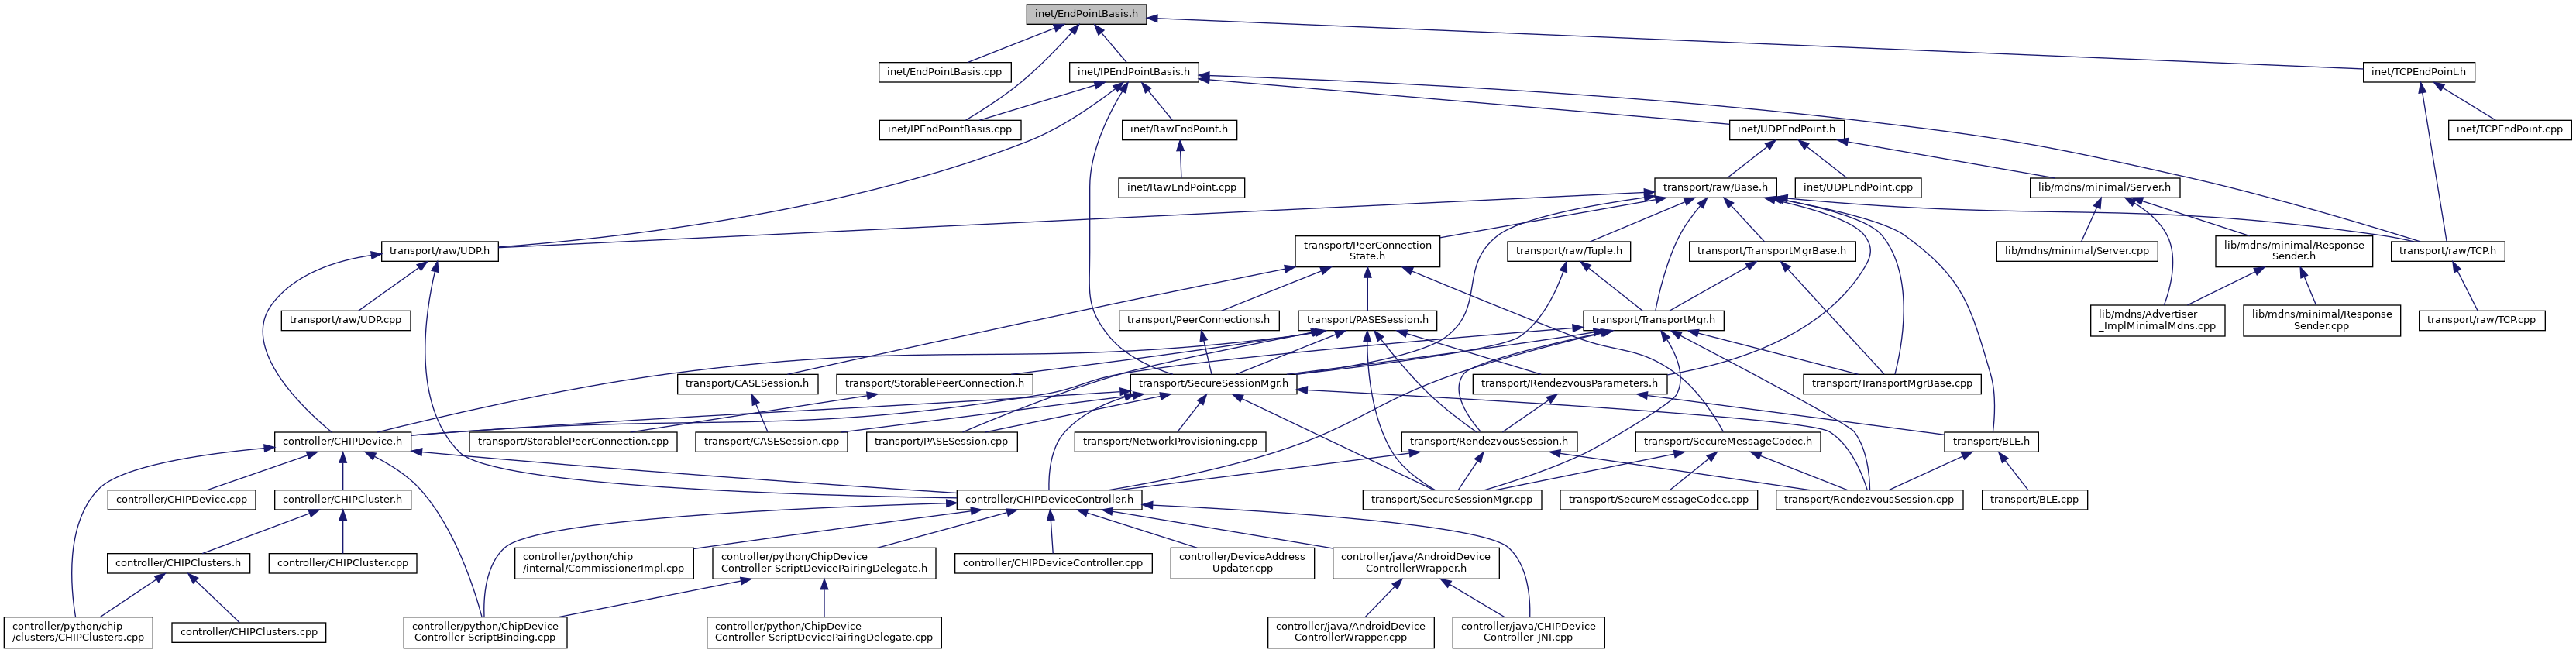 inet/EndPointBasis.h
inet/EndPointBasis.cpp
inet/IPEndPointBasis.h
inet/TCPEndPoint.h
inet/IPEndPointBasis.cpp
inet/RawEndPoint.h
inet/UDPEndPoint.h
inet/TCPEndPoint.cpp
inet/RawEndPoint.cpp
transport/raw/Base.h
inet/UDPEndPoint.cpp
lib/mdns/minimal/Server.h
transport/raw/UDP.h
transport/PeerConnection
State.h
transport/raw/Tuple.h
transport/TransportMgrBase.h
lib/mdns/minimal/Server.cpp
lib/mdns/minimal/Response
Sender.h
transport/raw/TCP.h
transport/raw/UDP.cpp
transport/PeerConnections.h
transport/PASESession.h
transport/TransportMgr.h
lib/mdns/Advertiser
_ImplMinimalMdns.cpp
lib/mdns/minimal/Response
Sender.cpp
transport/raw/TCP.cpp
transport/CASESession.h
transport/StorablePeerConnection.h
transport/SecureSessionMgr.h
transport/RendezvousParameters.h
transport/TransportMgrBase.cpp
controller/CHIPDevice.h
transport/StorablePeerConnection.cpp
transport/CASESession.cpp
transport/PASESession.cpp
transport/NetworkProvisioning.cpp
transport/RendezvousSession.h
transport/SecureMessageCodec.h
transport/BLE.h
controller/CHIPDevice.cpp
controller/CHIPCluster.h
controller/CHIPDeviceController.h
transport/SecureSessionMgr.cpp
transport/SecureMessageCodec.cpp
transport/RendezvousSession.cpp
transport/BLE.cpp
controller/CHIPClusters.h
controller/CHIPCluster.cpp
controller/python/chip
/internal/CommissionerImpl.cpp
controller/python/ChipDevice
Controller-ScriptDevicePairingDelegate.h
controller/CHIPDeviceController.cpp
controller/DeviceAddress
Updater.cpp
controller/java/AndroidDevice
ControllerWrapper.h
controller/python/chip
/clusters/CHIPClusters.cpp
controller/CHIPClusters.cpp
controller/python/ChipDevice
Controller-ScriptBinding.cpp
controller/python/ChipDevice
Controller-ScriptDevicePairingDelegate.cpp
controller/java/AndroidDevice
ControllerWrapper.cpp
controller/java/CHIPDevice
Controller-JNI.cpp